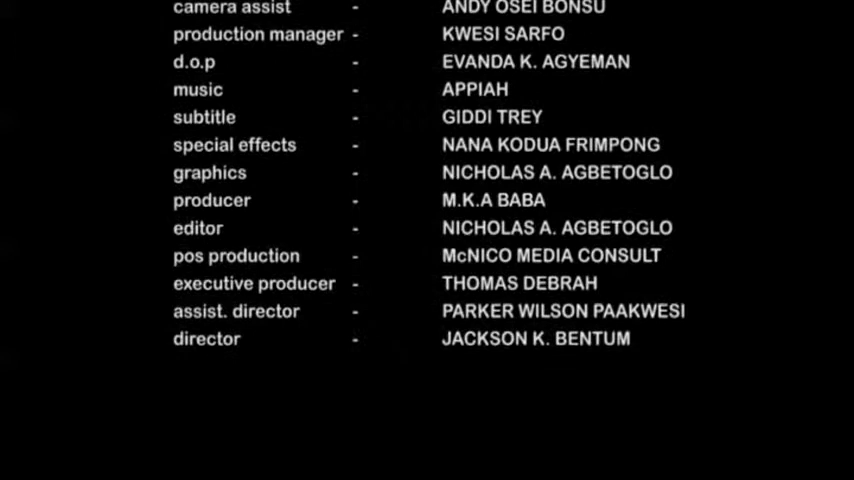 camera assist - ANDY OSEI BONSU
production manager - KWESI SARFO
d.o.p - EVANDA K. AGYEMAN
music - APPIAH
subtitle - GIDDI TREY
special effects - NANA KODUA FRIMPONG
graphics - NICHOLAS A. AGBETOGLO
producer - M.K.A BABA
editor - NICHOLAS A. AGBETOGLO
pos production - McNICO MEDIA CONSULT
executive producer - THOMAS DEBRAH
assist. director - PARKER WILSON PAAKWESI
director - JACKSON K. BENTUM